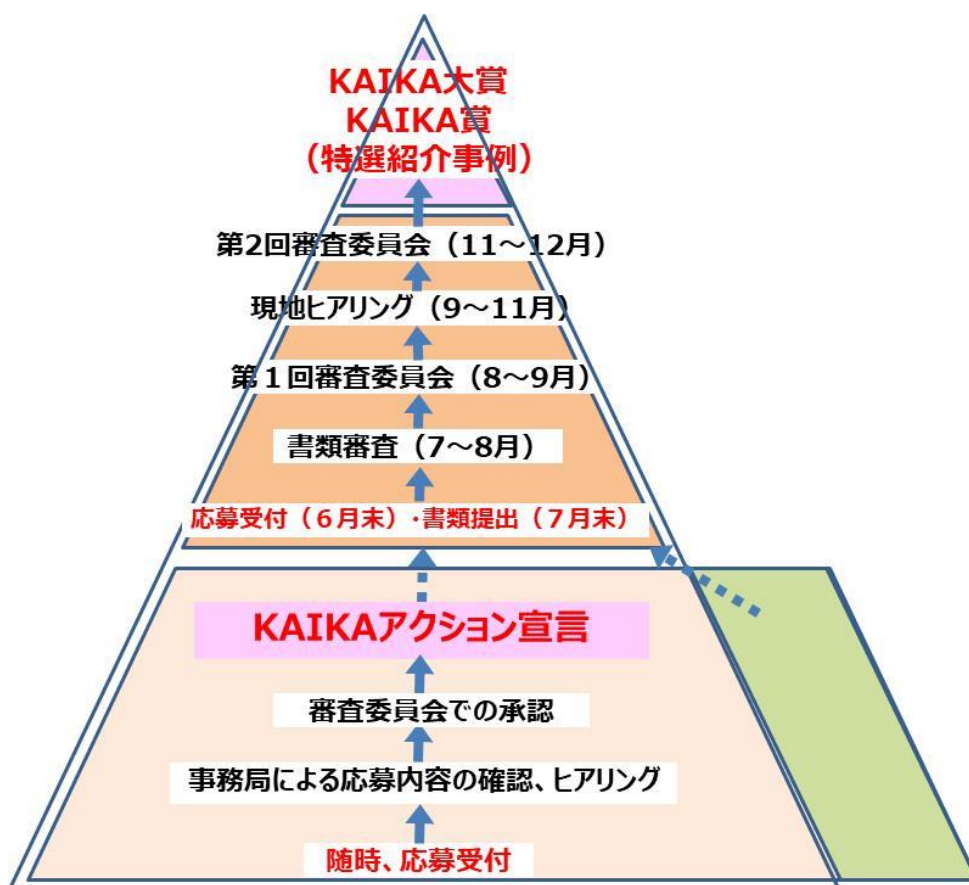 KAIKA大賞
KAIKA賞
（特選紹介事例）
第2回審査委員会（11～12月）
現地ヒアリング（9～11月）
第１回審査委員会（8～9月）
書類審査（7～8月）
応募受付（６月末）・書類提出（７月末）
KAIKAアクション宣言
審査委員会での承認
事務局による応募内容の確認、ヒアリング
随時、応募受付